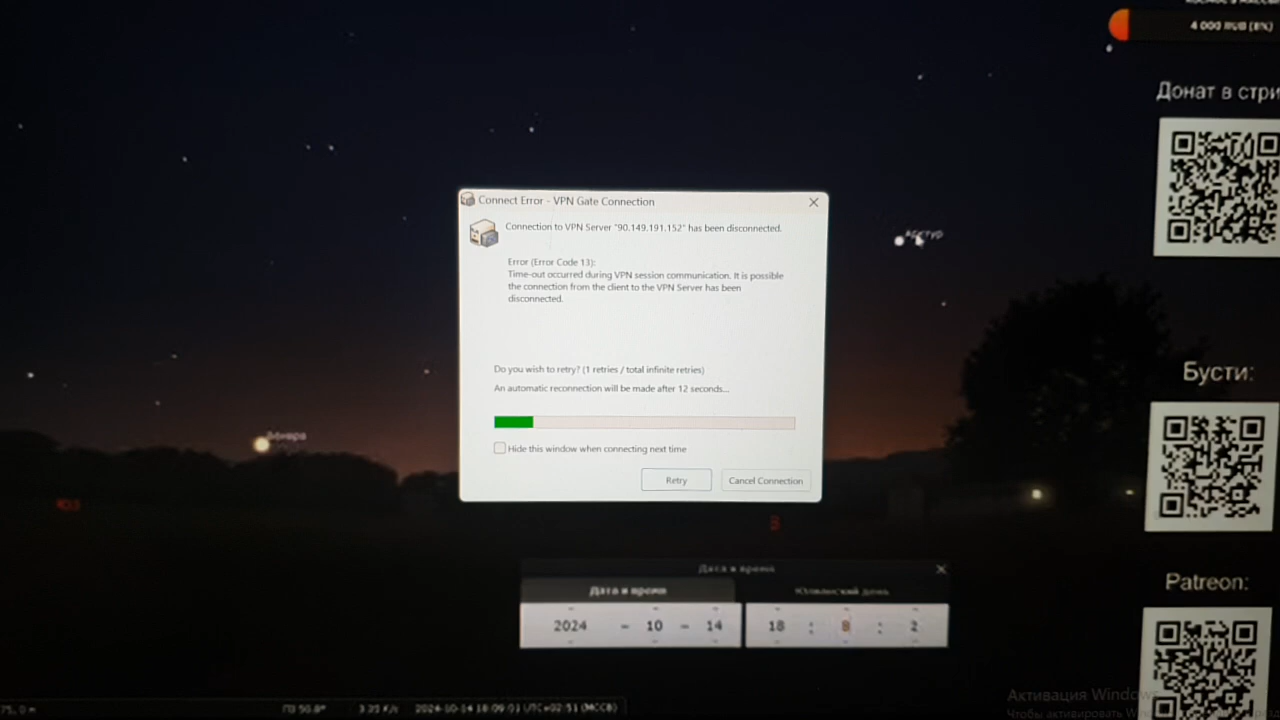 4 000 RUB (8%)
Донат в стри
Connect Error - VPN Gate Connection
Connection to VPN Server "90.149.191.152" has been disconnected.
Error (Error Code 13):
Time-out occurred during VPN session communication. It is possible
the connection from the client to the VPN Server has been
disconnected.
Арктур
Do you wish to retry? (1 retries / total infinite retries)
An automatic reconnection will be made after 12 seconds...
Бусти:
Венера
Hide this window when connecting next time
Retry
Cancel Connection
В
Дата и время
Дата и время
Юлианский день
2024 - 10 - 14
18 : 8 : 2
Patreon:
Активация Windows
Чтобы активировать